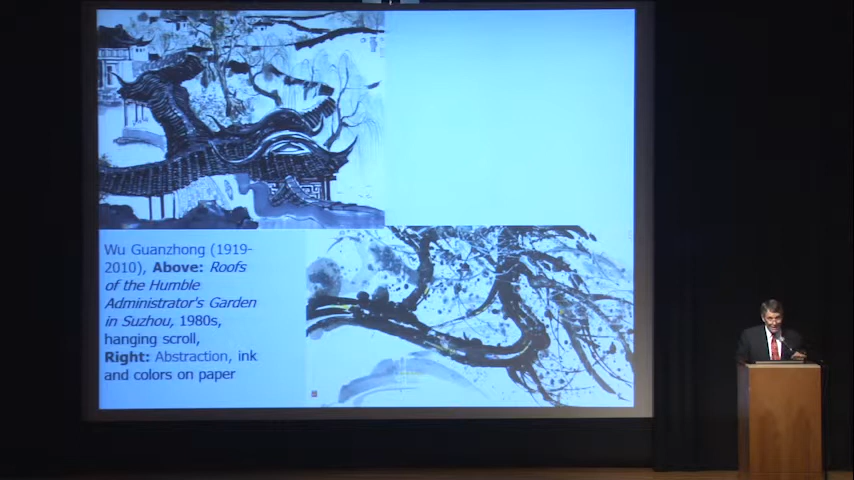 Wu Guanzhong (1919-
2010), Above: Roofs
of the Humble
Administrator's Garden
in Suzhou, 1980s,
hanging scroll,
Right: Abstraction, ink
and colors on paper